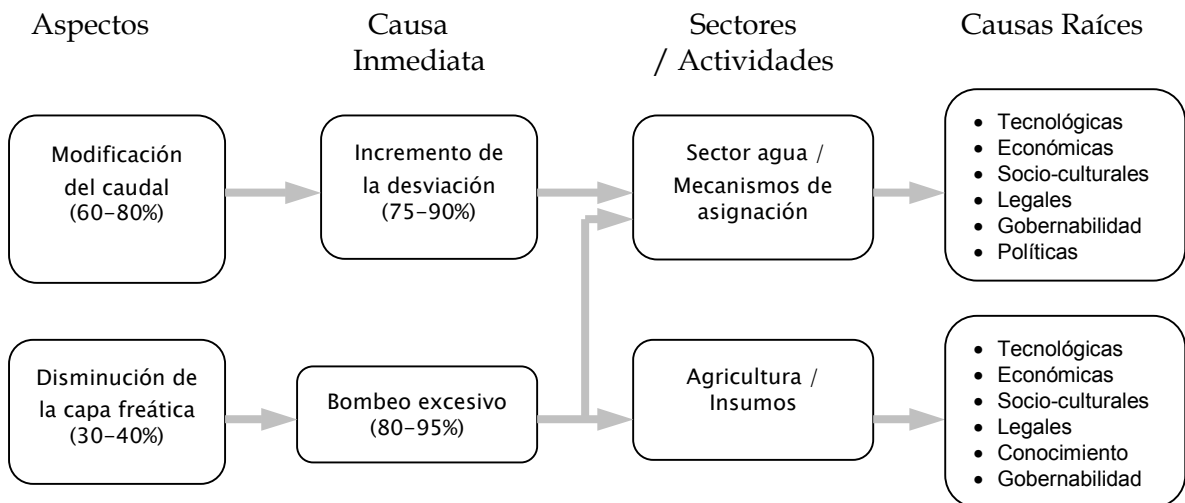 Aspectos
Causa
Inmediata
Sectores
/ Actividades
Causas Raíces
Modificación
del caudal
(60–80%)
Incremento de
la desviación
(75–90%)
Sector agua /
Mecanismos de
asignación
• Tecnológicas
• Económicas
• Socio-culturales
• Legales
• Gobernabilidad
• Políticas
Disminución de
la capa freática
(30–40%)
Bombeo excesivo
(80–95%)
Agricultura /
Insumos
• Tecnológicas
• Económicas
• Socio-culturales
• Legales
• Conocimiento
• Gobernabilidad